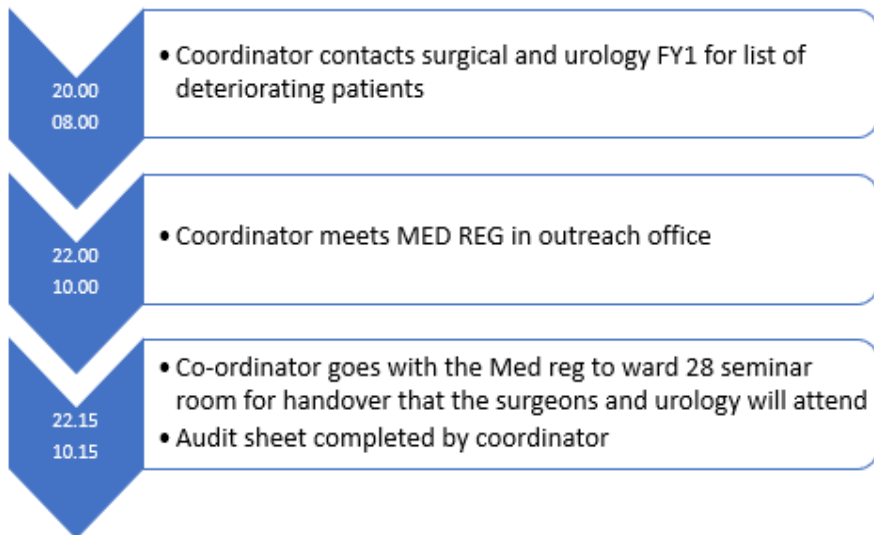 20.00
08.00
• Coordinator contacts surgical and urology FY1 for list of
deteriorating patients
22.00
10.00
• Coordinator meets MED REG in outreach office
22.15
10.15
• Co-ordinator goes with the Med reg to ward 28 seminar
room for handover that the surgeons and urology will attend
• Audit sheet completed by coordinator